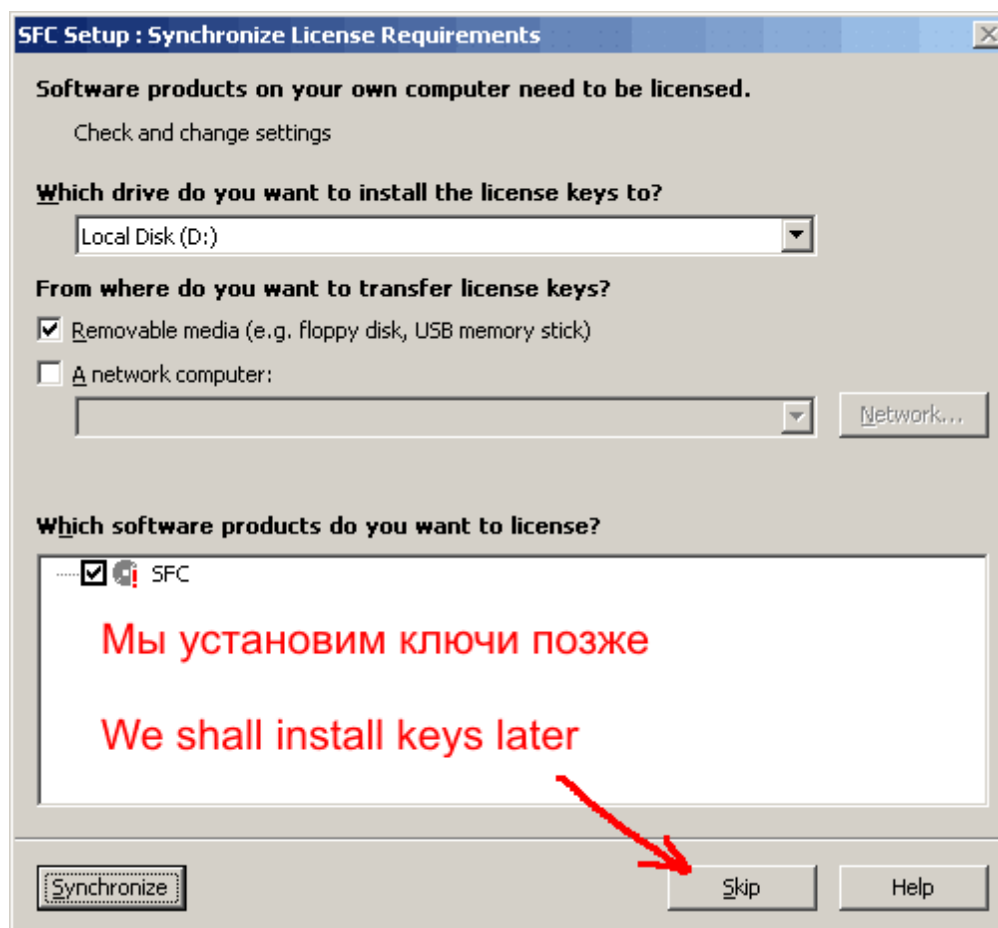 SFC Setup : Synchronize License Requirements
Software products on your own computer need to be licensed.
Check and change settings
Which drive do you want to install the license keys to?
Local Disk (D:)
From where do you want to transfer license keys?
Removable media (e.g. floppy disk, USB memory stick)
A network computer:
Network...
Which software products do you want to license?
SFC
Мы установим ключи позже
We shall install keys later
Synchronize Skip Help